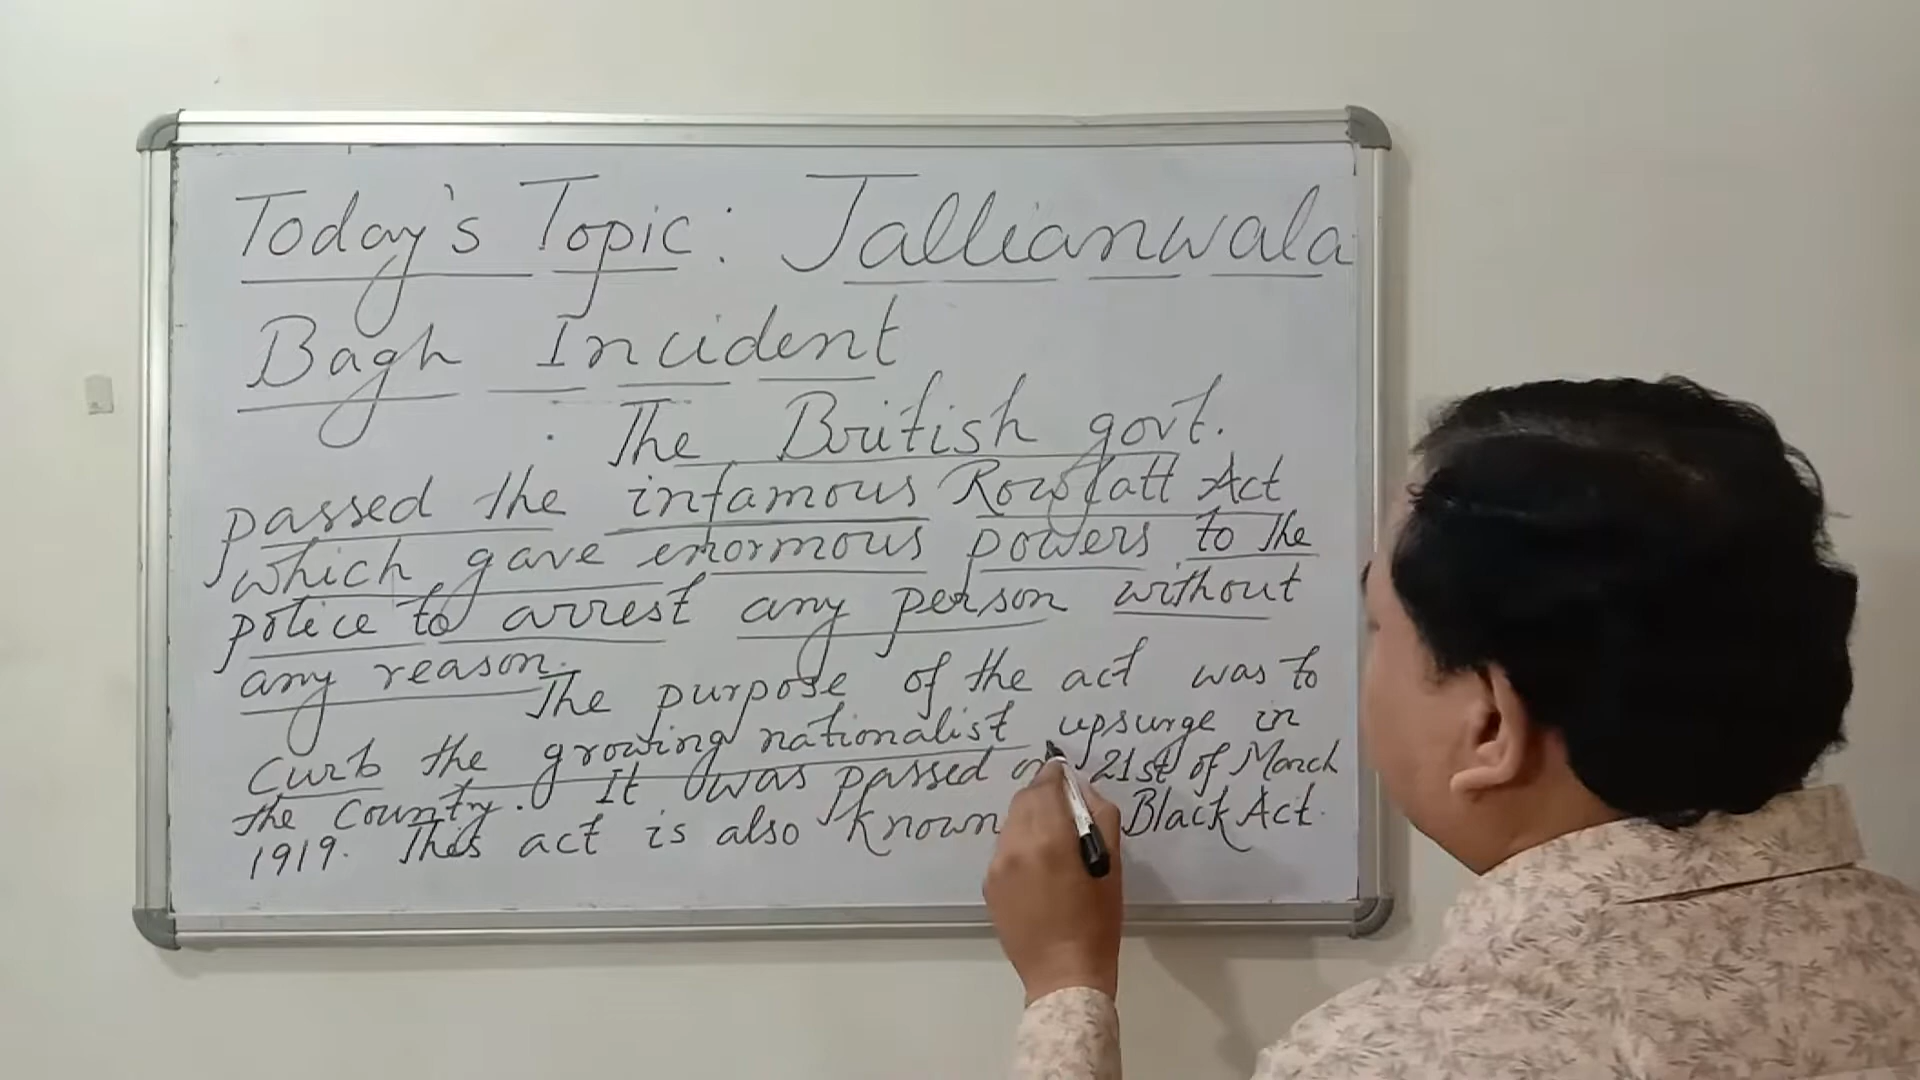 Today's Topic: Jallianwala
Bagh Incident
The British govt.
passed the infamous Rowlatt Act
which gave enormous powers to the
police to arrest any person without
any reason.
The purpose of the act was to
curb the growing nationalist upsurge in
the Country. It was passed on 21st of March
1919. This act is also known Black Act.